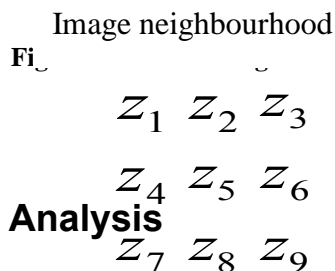 Image neighbourhood
z₁ z₂ z₃
z₄ z₅ z₆
Analysis
z₇ z₈ z₉